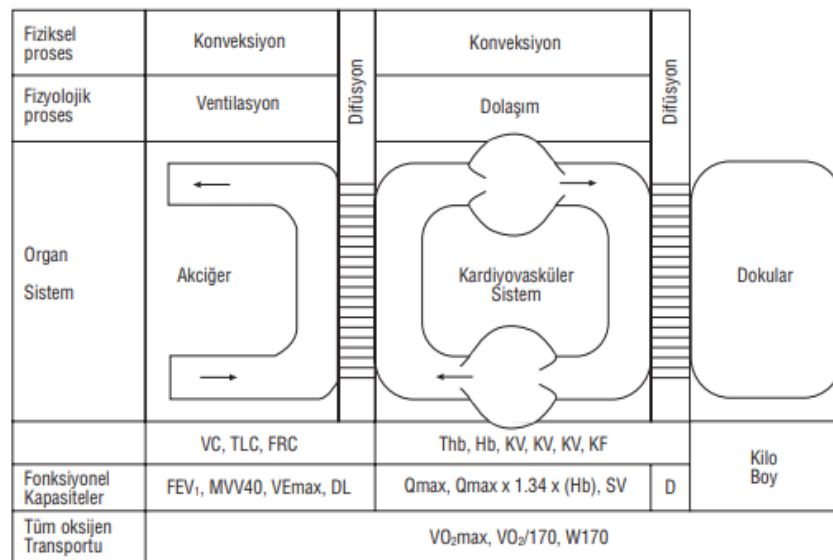 Fiziksel
proses
Konveksiyon
Difüsyon
Konveksiyon
Difüsyon
Fizyolojik
proses
Ventilasyon
Dolaşım
Organ
Sistem
Akciğer
Kardiyovasküler
Sistem
Dokular
VC, TLC, FRC
Thb, Hb, KV, KV, KV, KF
Kilo
Boy
Fonksiyonel
Kapasiteler
FEV₁, MVV40, VEmax, DL
Qmax, Qmax x 1.34 x (Hb), SV
D
Tüm oksijen
Transportu
VO₂max, VO₂/170, W170